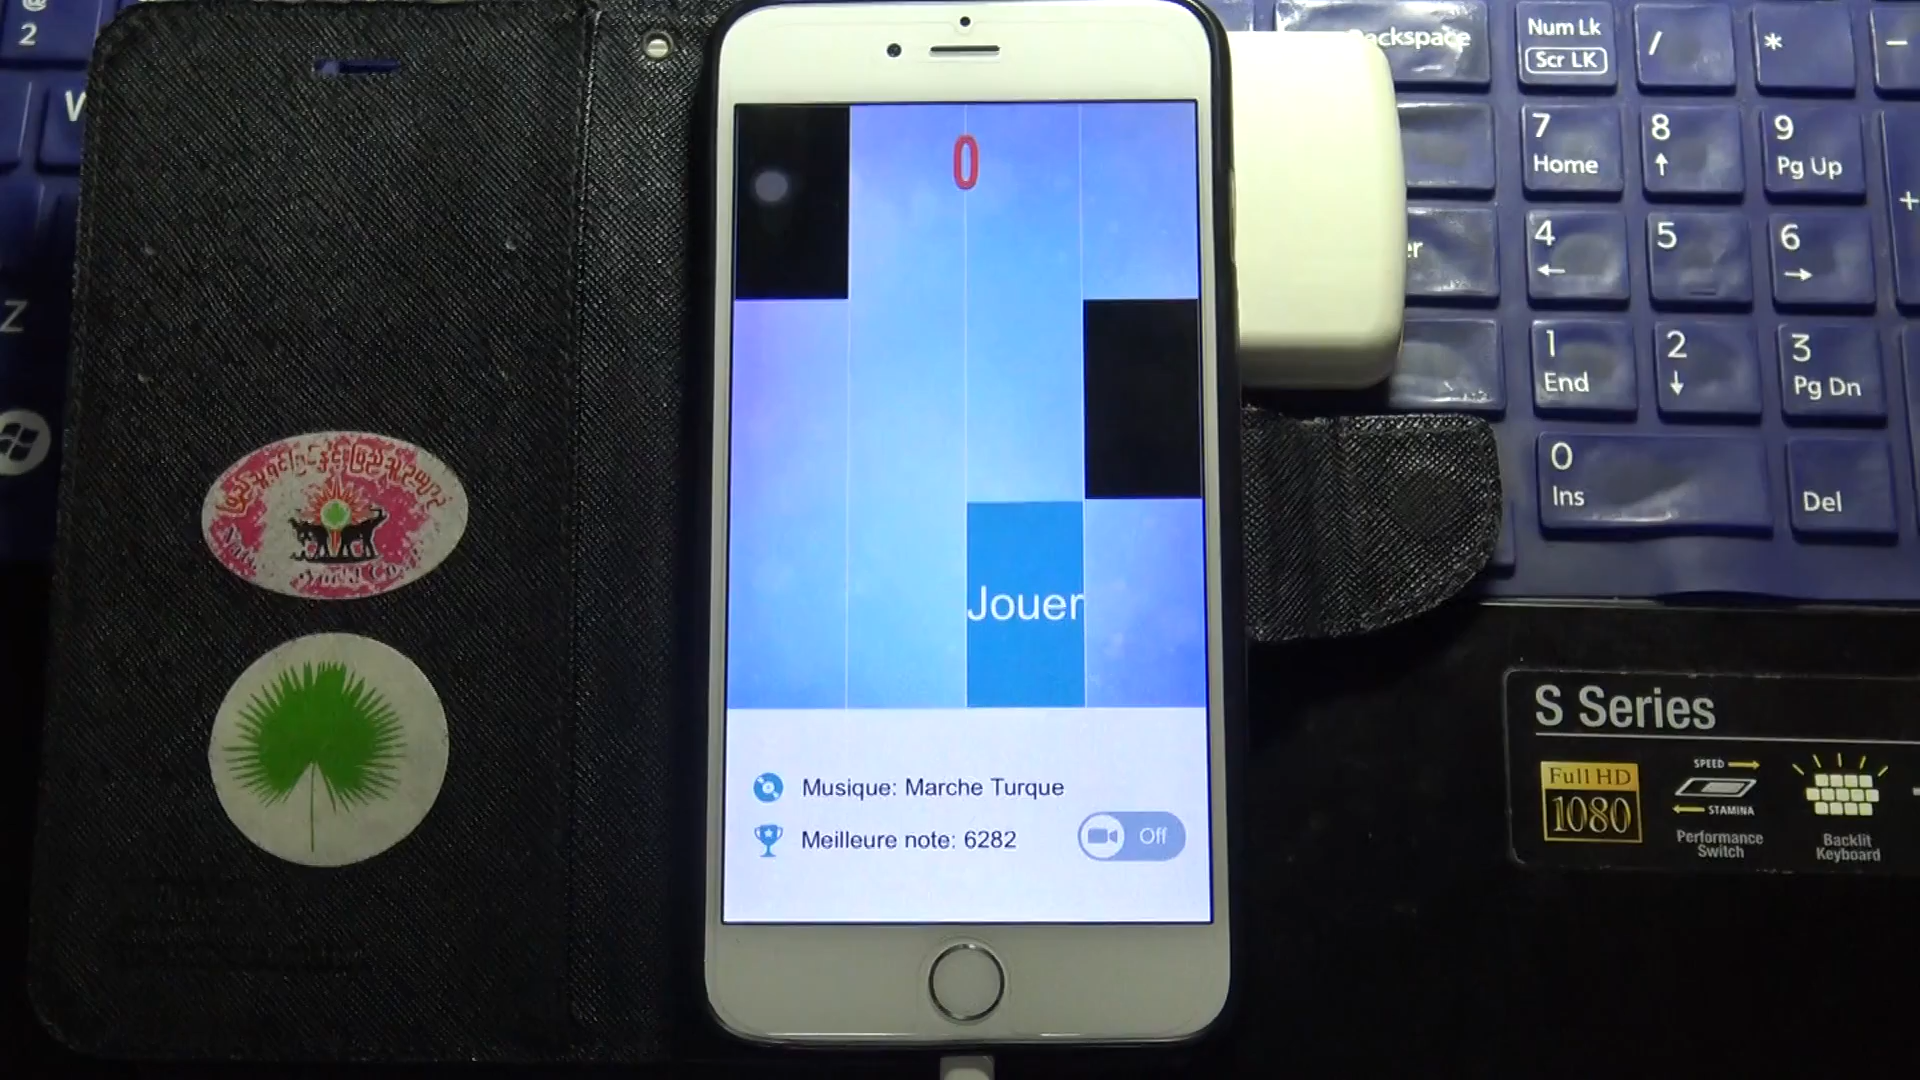 @
2
W
Z
ckspace
Num Lk
Scr LK
/
*
-
7
Home
8
9
Pg Up
+
4
5
6
1
End
2
3
Pg Dn
0
Ins
Del
0
Jouer
Musique: Marche Turque
Meilleure note: 6282
Off
S Series
Full HD
1080
SPEED
STAMINA
Performance
Switch
Backlit
Keyboard